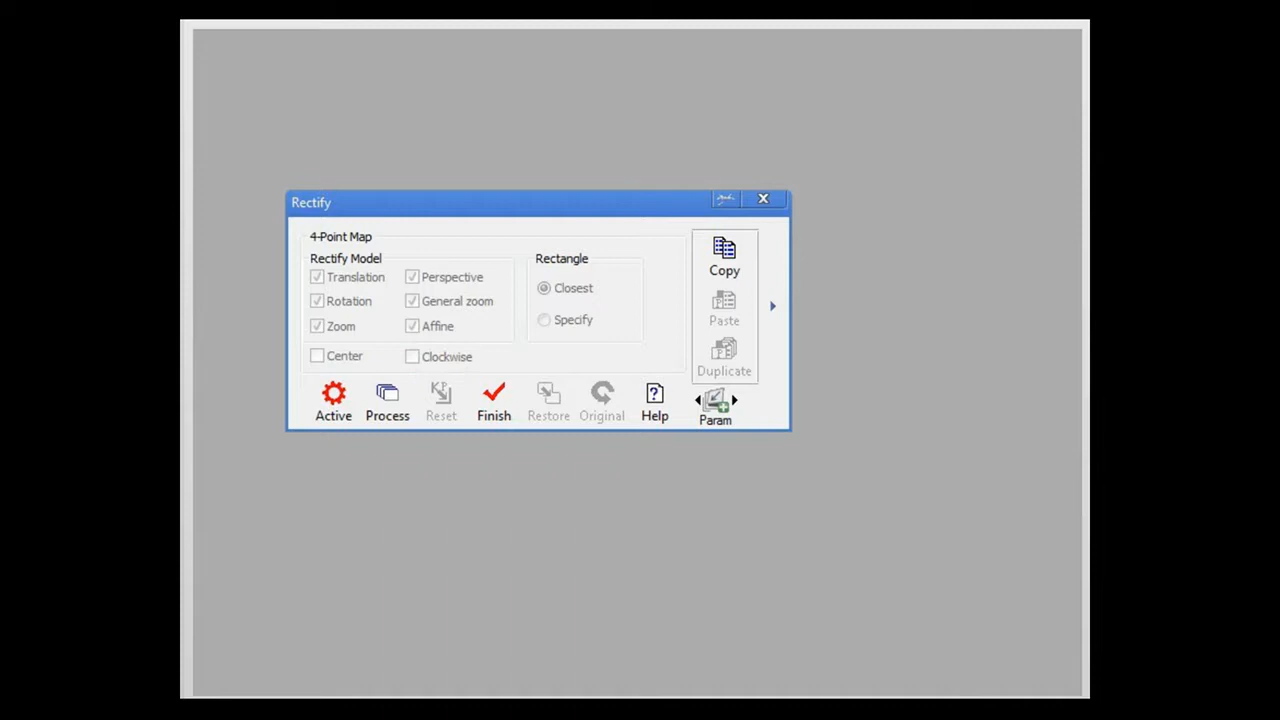 Rectify
4-Point Map
Rectify Model
Translation
Perspective
Rotation
General zoom
Zoom
Affine
Center
Clockwise
Rectangle
Closest
Specify
Copy
Paste
Duplicate
Active
Process
Reset
Finish
Restore
Original
Help
Param